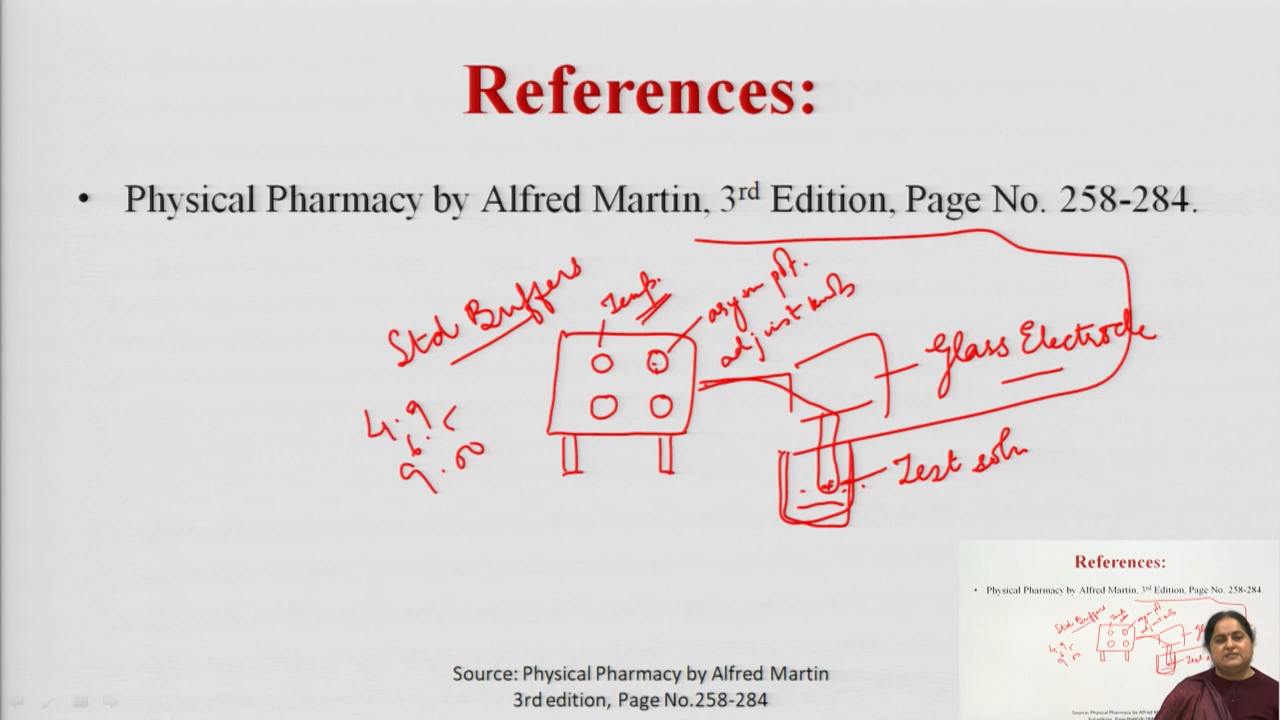 References:
• Physical Pharmacy by Alfred Martin, 3rd Edition, Page No. 258-284.
Std Buffers
Temp.
adjust knob
Glass Electrode
Test soln
4.9
9.00
Source: Physical Pharmacy by Alfred Martin
3rd edition, Page No.258-284
References:
• Physical Pharmacy by Alfred Martin, 3rd Edition, Page No. 258-284.
Std Buffers